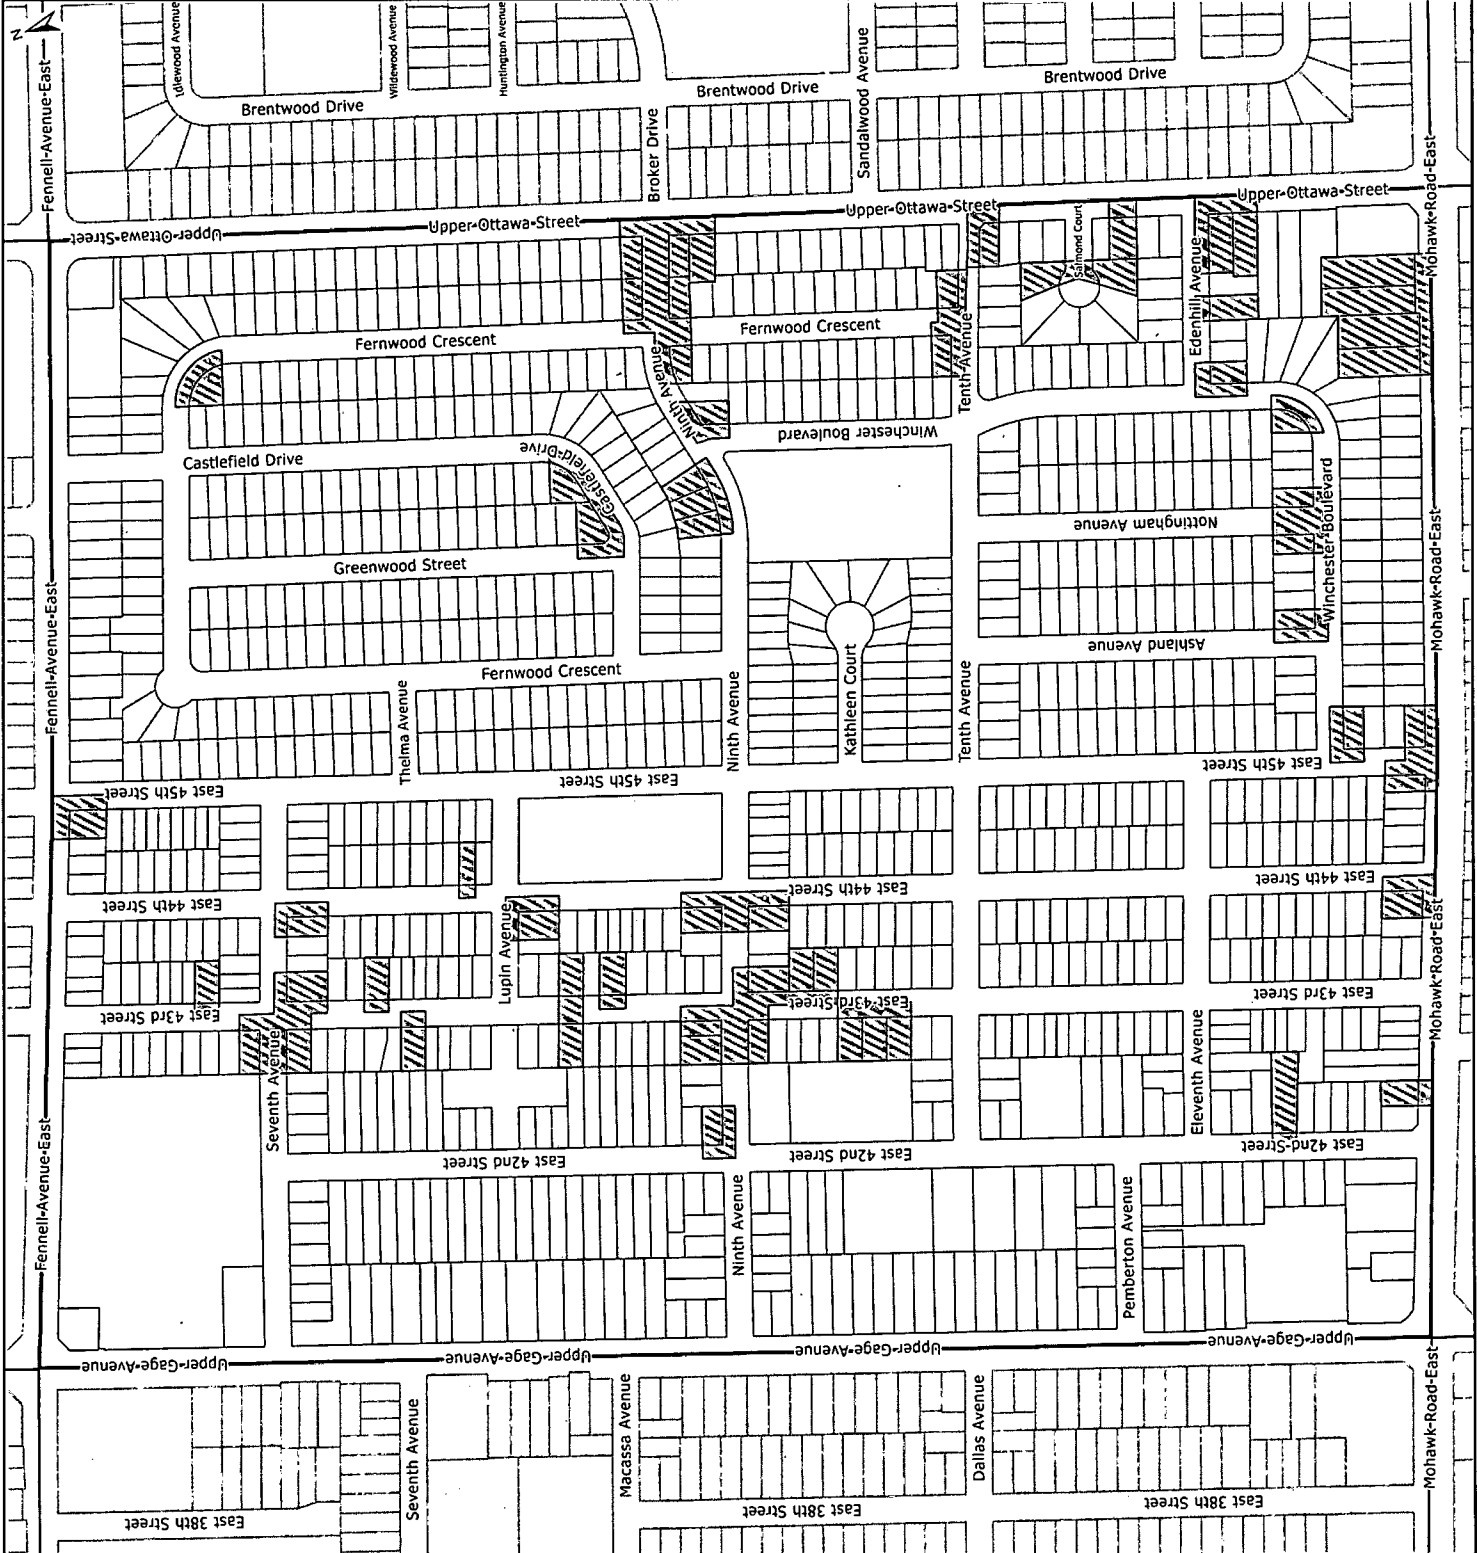 N
Idlewood Avenue
Wildewood Avenue
Huntington Avenue
Brentwood Drive
Brentwood Drive
Brentwood Drive
Sandalwood Avenue
Broker Drive
Fennell-Avenue-East
Mohawk-Road-East
Upper-Ottawa-Street
Upper-Ottawa-Street
Upper-Ottawa-Street
Upper-Ottawa-Street
Salmond Court
Edenhill Avenue
Fernwood Crescent
Fernwood Crescent
Ninth Avenue
Tenth Avenue
Winchester Boulevard
Castlefield Drive
Castlefield-Drive
Castlefield
Nottingham Avenue
Winchester Boulevard
Mohawk-Road-East
Greenwood Street
Fennell-Avenue-East
Ashland Avenue
Fernwood Crescent
Thelma Avenue
Ninth Avenue
Kathleen Court
Tenth Avenue
East 45th Street
East 45th Street
East 45th Street
East 44th Street
East 44th Street
East 44th Street
Lupin Avenue
Mohawk-Road-East
East 43rd Street
East-43rd-Street
East 43rd Street
Seventh Avenue
Eleventh Avenue
Fennell-Avenue-East
East 42nd Street
East 42nd Street
East 42nd-Street
Ninth Avenue
Pemberton Avenue
Upper-Gage-Avenue
Upper-Gage-Avenue
Upper-Gage-Avenue
Upper-Gage-Avenue
Seventh Avenue
Macassa Avenue
Dallas Avenue
Mohawk-Road-East
East 38th Street
East 38th Street
East 38th Street